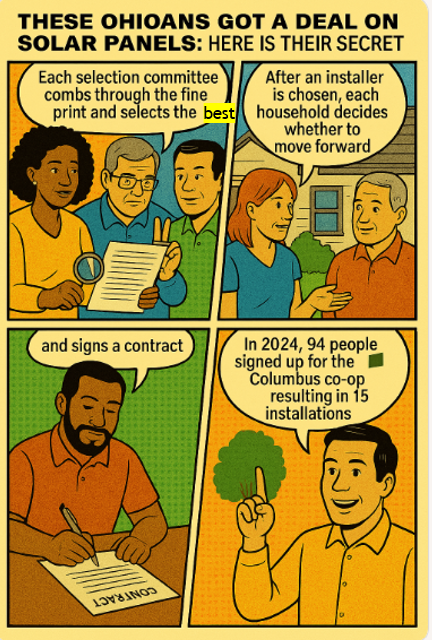 THESE OHIOANS GOT A DEAL ON
SOLAR PANELS: HERE IS THEIR SECRET
Each selection committee
combs through the fine
print and selects the best
After an installer
is chosen, each
household decides
whether to
move forward
and signs a contract
CONTRACT
In 2024, 94 people
signed up for the
Columbus co-op
resulting in 15
installations